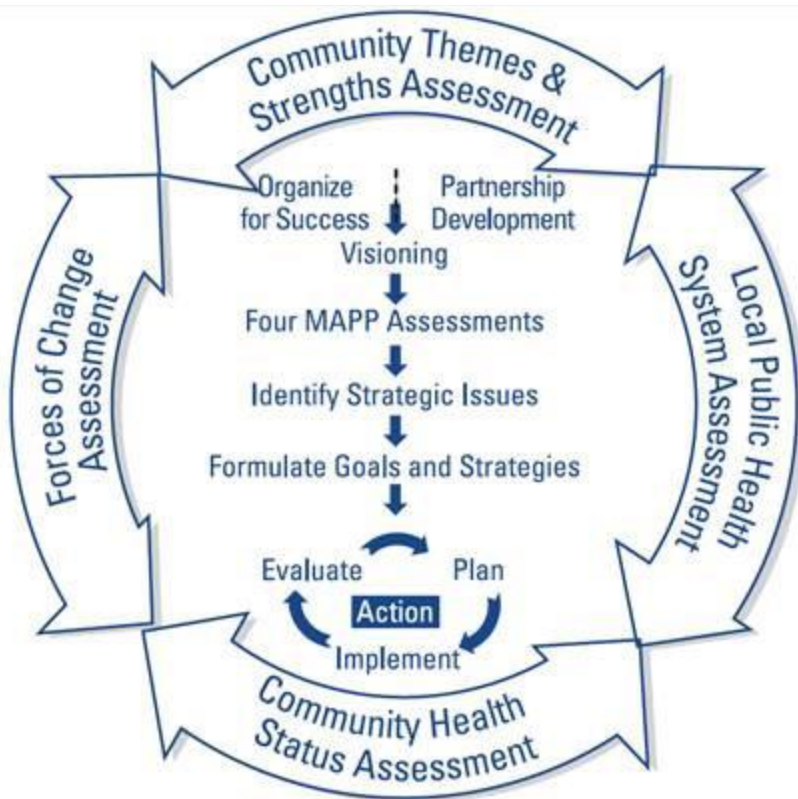 Community Themes &
Strengths Assessment
Organize
for Success
Partnership
Development
Visioning
Four MAPP Assessments
Identify Strategic Issues
Formulate Goals and Strategies
Evaluate
Plan
Action
Implement
Forces of Change
Assessment
Local Public Health
System Assessment
Community Health
Status Assessment